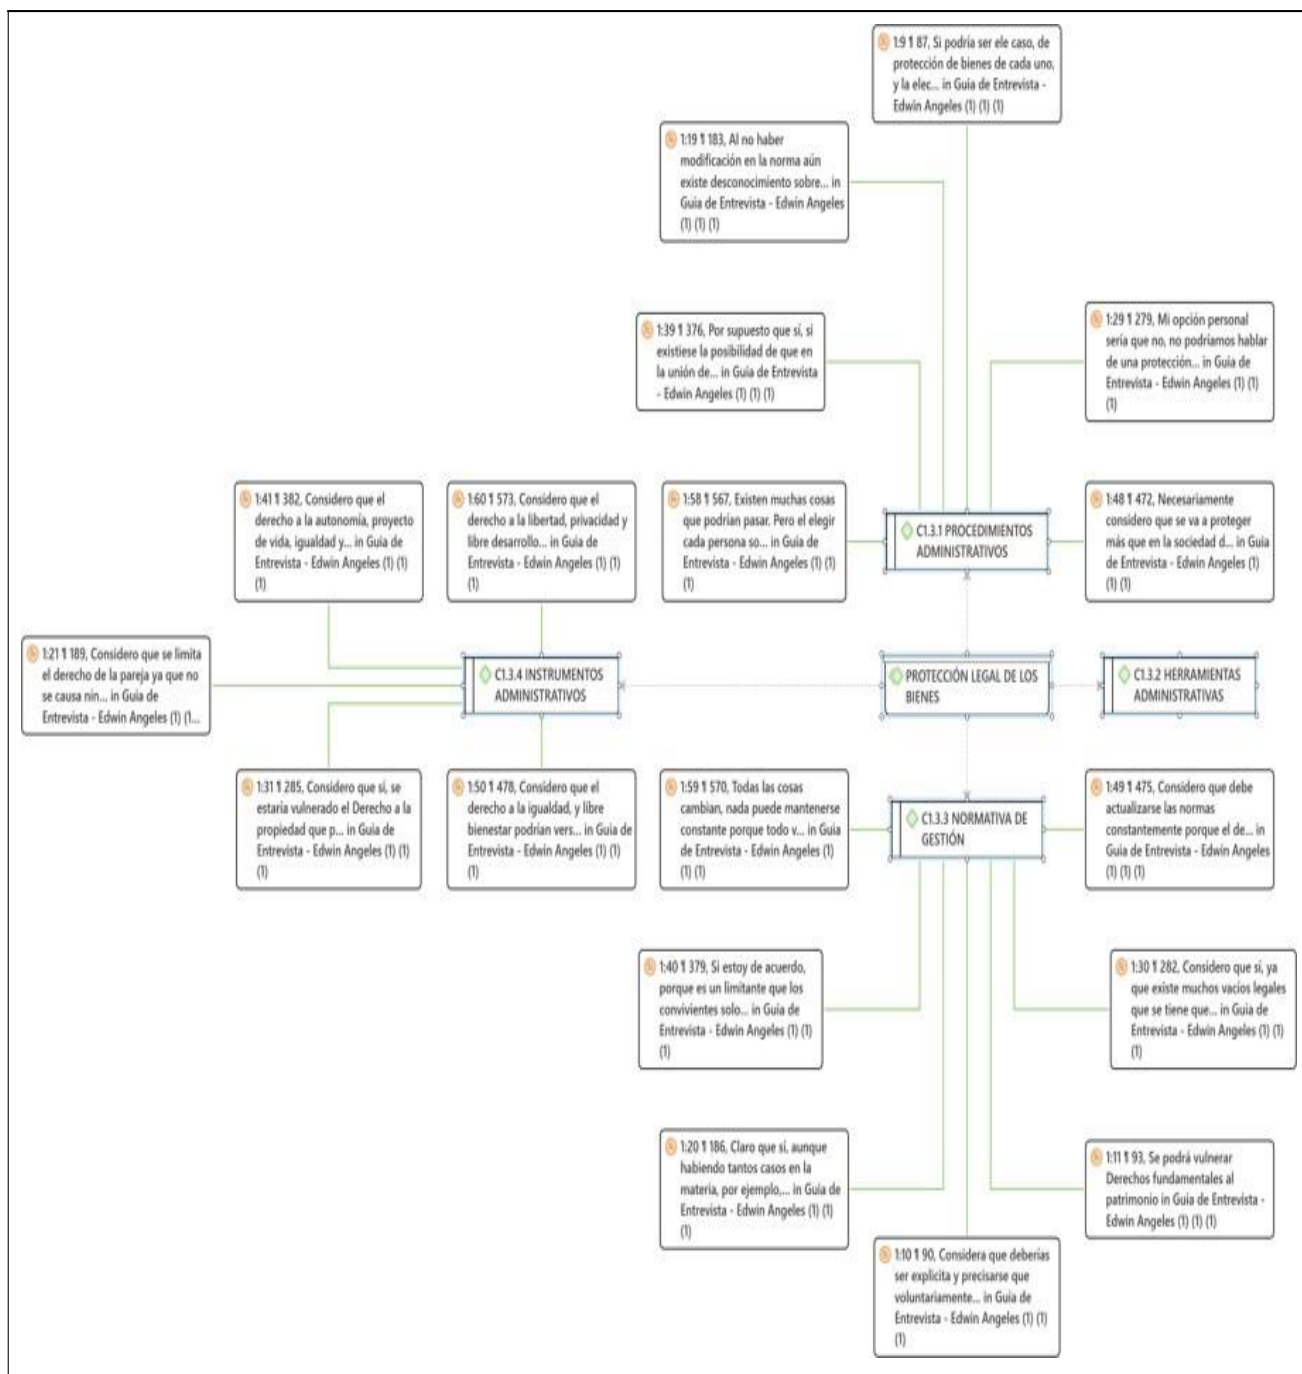 1:9 ¶ 87, Si podría ser ele caso, de
protección de bienes de cada uno,
y la elec... in Guia de Entrevista -
Edwin Angeles (1) (1) (1)
1:19 ¶ 183, Al no haber
modificación en la norma aún
existe desconocimiento sobre... in
Guia de Entrevista - Edwin Angeles
(1) (1) (1)
1:39 ¶ 376, Por supuesto que sí, si
existiese la posibilidad de que en
la unión de... in Guia de Entrevista
- Edwin Angeles (1) (1) (1)
1:29 ¶ 279, Mi opción personal
sería que no, no podríamos hablar
de una protección... in Guia de
Entrevista - Edwin Angeles (1) (1)
(1)
1:41 ¶ 382, Considero que el
derecho a la autonomía, proyecto
de vida, igualdad y... in Guia de
Entrevista - Edwin Angeles (1) (1)
(1)
1:60 ¶ 573, Considero que el
derecho a la libertad, privacidad y
libre desarrollo... in Guia de
Entrevista - Edwin Angeles (1) (1)
(1)
1:58 ¶ 567, Existen muchas cosas
que podrían pasar. Pero el elegir
cada persona so... in Guia de
Entrevista - Edwin Angeles (1) (1)
(1)
C1.3.1 PROCEDIMIENTOS
ADMINISTRATIVOS
1:48 ¶ 472, Necesariamente
considero que se va a proteger
más que en la sociedad d... in Guia
de Entrevista - Edwin Angeles (1)
(1) (1)
1:21 ¶ 189, Considero que se limita
el derecho de la pareja ya que no
se causa nin... in Guia de
Entrevista - Edwin Angeles (1) (1...
C1.3.4 INSTRUMENTOS
ADMINISTRATIVOS
PROTECCIÓN LEGAL DE LOS
BIENES
C1.3.2 HERRAMIENTAS
ADMINISTRATIVAS
1:31 ¶ 285, Considero que sí, se
estaría vulnerado el Derecho a la
propiedad que p... in Guia de
Entrevista - Edwin Angeles (1) (1)
(1)
1:50 ¶ 478, Considero que el
derecho a la igualdad, y libre
bienestar podrían vers... in Guia de
Entrevista - Edwin Angeles (1) (1)
(1)
1:59 ¶ 570, Todas las cosas
cambian, nada puede mantenerse
constante porque todo v... in Guia
de Entrevista - Edwin Angeles (1)
(1) (1)
C1.3.3 NORMATIVA DE
GESTIÓN
1:49 ¶ 475, Considero que debe
actualizarse las normas
constantemente porque el de... in
Guia de Entrevista - Edwin Angeles
(1) (1) (1)
1:40 ¶ 379, Si estoy de acuerdo,
porque es un limitante que los
convivientes solo... in Guia de
Entrevista - Edwin Angeles (1) (1)
(1)
1:30 ¶ 282, Considero que sí, ya
que existe muchos vacíos legales
que se tiene que... in Guia de
Entrevista - Edwin Angeles (1) (1)
(1)
1:20 ¶ 186, Claro que sí, aunque
habiendo tantos casos en la
materia, por ejemplo,... in Guia de
Entrevista - Edwin Angeles (1) (1)
(1)
1:11 ¶ 93, Se podrá vulnerar
Derechos fundamentales al
patrimonio in Guia de Entrevista -
Edwin Angeles (1) (1) (1)
1:10 ¶ 90, Considera que deberías
ser explicita y precisarse que
voluntariamente... in Guia de
Entrevista - Edwin Angeles (1) (1)
(1)